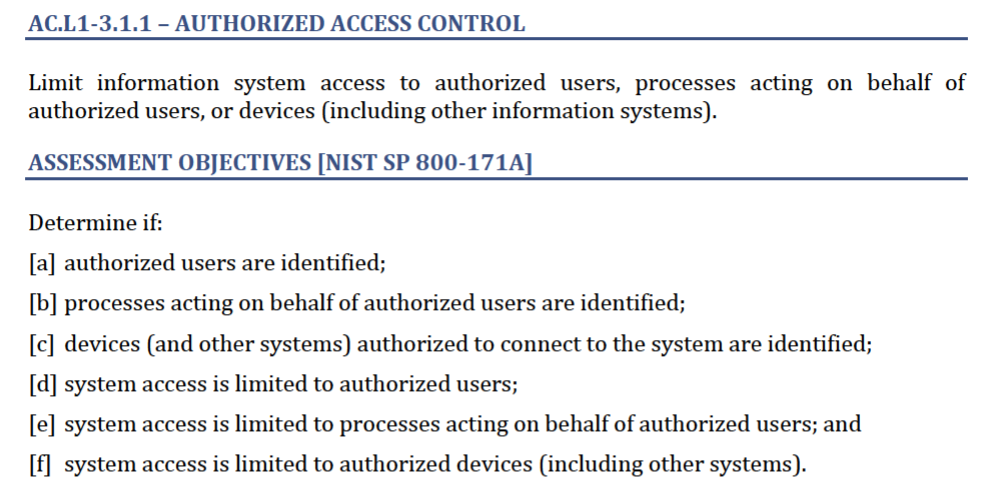 AC.L1-3.1.1 – AUTHORIZED ACCESS CONTROL
Limit information system access to authorized users, processes acting on behalf of
authorized users, or devices (including other information systems).
ASSESSMENT OBJECTIVES [NIST SP 800-171A]
Determine if:
[a] authorized users are identified;
[b] processes acting on behalf of authorized users are identified;
[c] devices (and other systems) authorized to connect to the system are identified;
[d] system access is limited to authorized users;
[e] system access is limited to processes acting on behalf of authorized users; and
[f] system access is limited to authorized devices (including other systems).